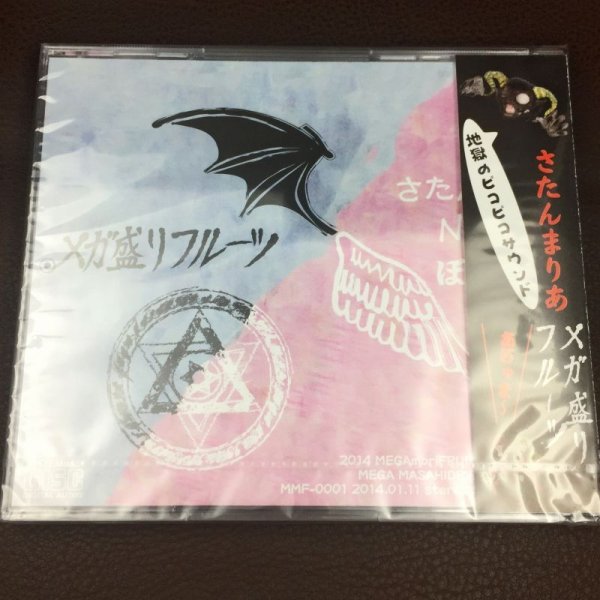 メガ盛りフルーツ
さた
N
ぽ
2014 MEGAmoriFRU
MEGA MASAHIDE
MMF-0001 2014.01.11 ster
地獄のピコピコサウンド
さたんまりあ
メガ盛り
フルーツ